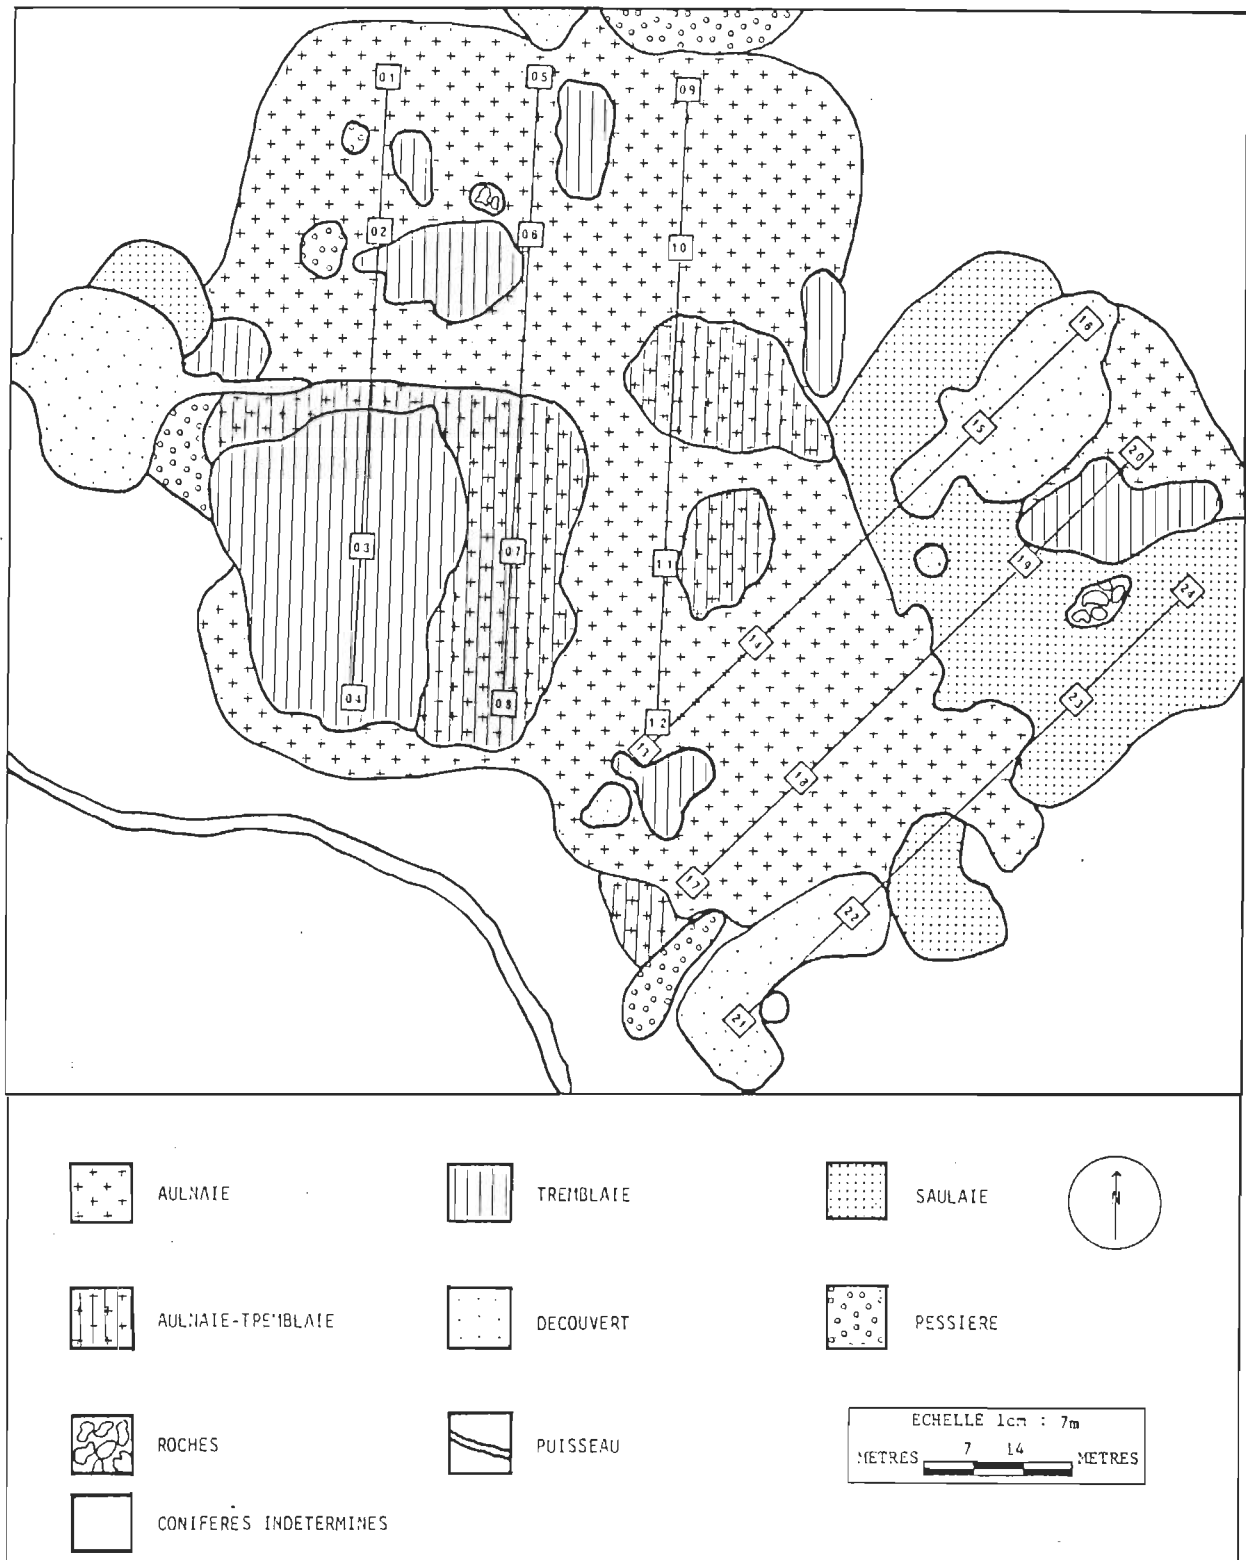 01
05
09
02
06
10
16
15
20
03
07
11
19
24
14
04
08
12
13
23
18
17
22
21
AULNAIE
TREMBLAIE
SAULAIE
N
AULNAIE-TREMBLAIE
DECOUVERT
PESSIERE
ROCHES
RUISSEAU
ECHELLE 1cm : 7m
METRES 7 14 METRES
CONIFERES INDETERMINES